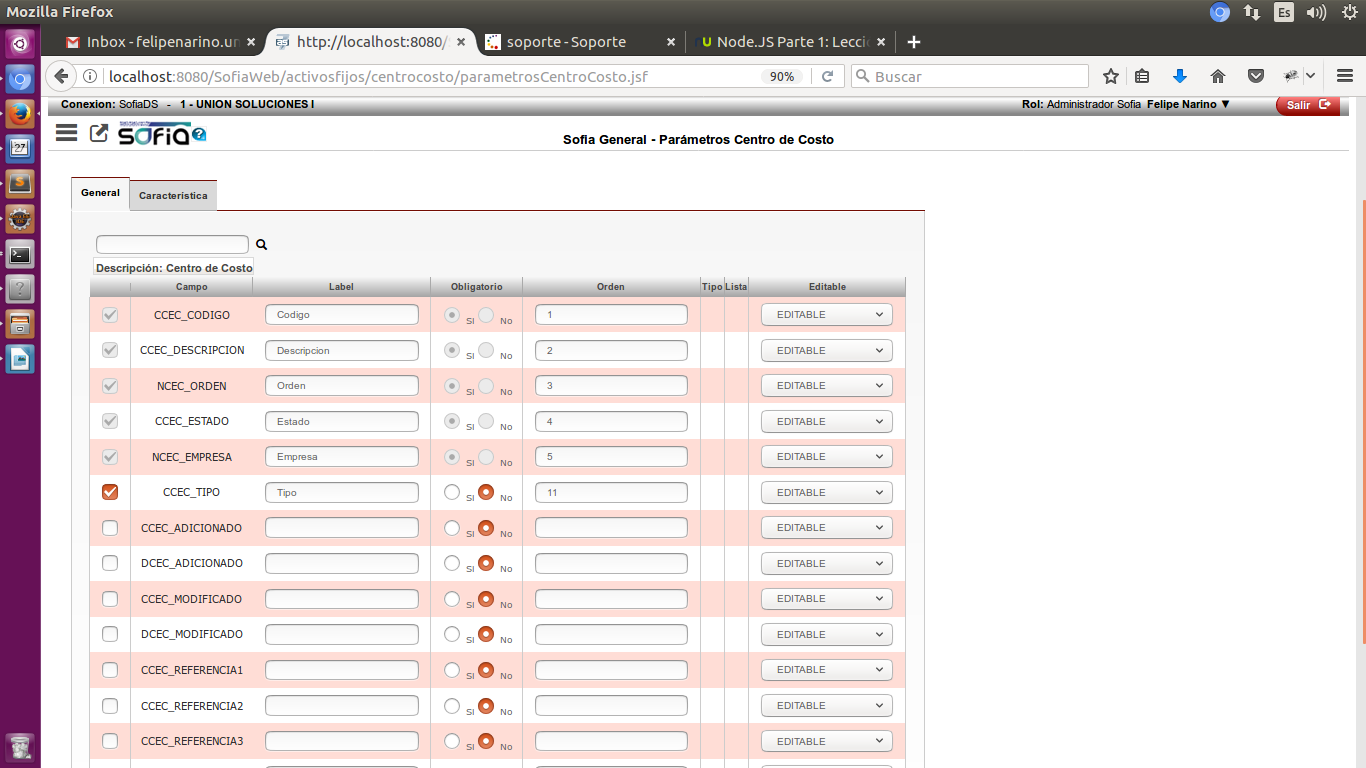 Mozilla Firefox
Es
Inbox - felipenarino.un
http://localhost:8080/
soporte - Soporte
Node.JS Parte 1: Lecci
localhost:8080/SofiaWeb/activosfijos/centrocosto/parametrosCentroCosto.jsf
90%
Buscar
Conexion: SofiaDS - 1 - UNION SOLUCIONES I
Rol: Administrador Sofia Felipe Narino ▼
Salir
sofia
Sofia General - Parámetros Centro de Costo
General
Característica
Descripción: Centro de Costo
Campo Label Obligatorio Orden Tipo Lista Editable
CCEC_CODIGO Codigo SI No 1 EDITABLE
CCEC_DESCRIPCION Descripcion SI No 2 EDITABLE
NCEC_ORDEN Orden SI No 3 EDITABLE
CCEC_ESTADO Estado SI No 4 EDITABLE
NCEC_EMPRESA Empresa SI No 5 EDITABLE
CCEC_TIPO Tipo SI No 11 EDITABLE
CCEC_ADICIONADO SI No EDITABLE
DCEC_ADICIONADO SI No EDITABLE
CCEC_MODIFICADO SI No EDITABLE
DCEC_MODIFICADO SI No EDITABLE
CCEC_REFERENCIA1 SI No EDITABLE
CCEC_REFERENCIA2 SI No EDITABLE
CCEC_REFERENCIA3 SI No EDITABLE
27